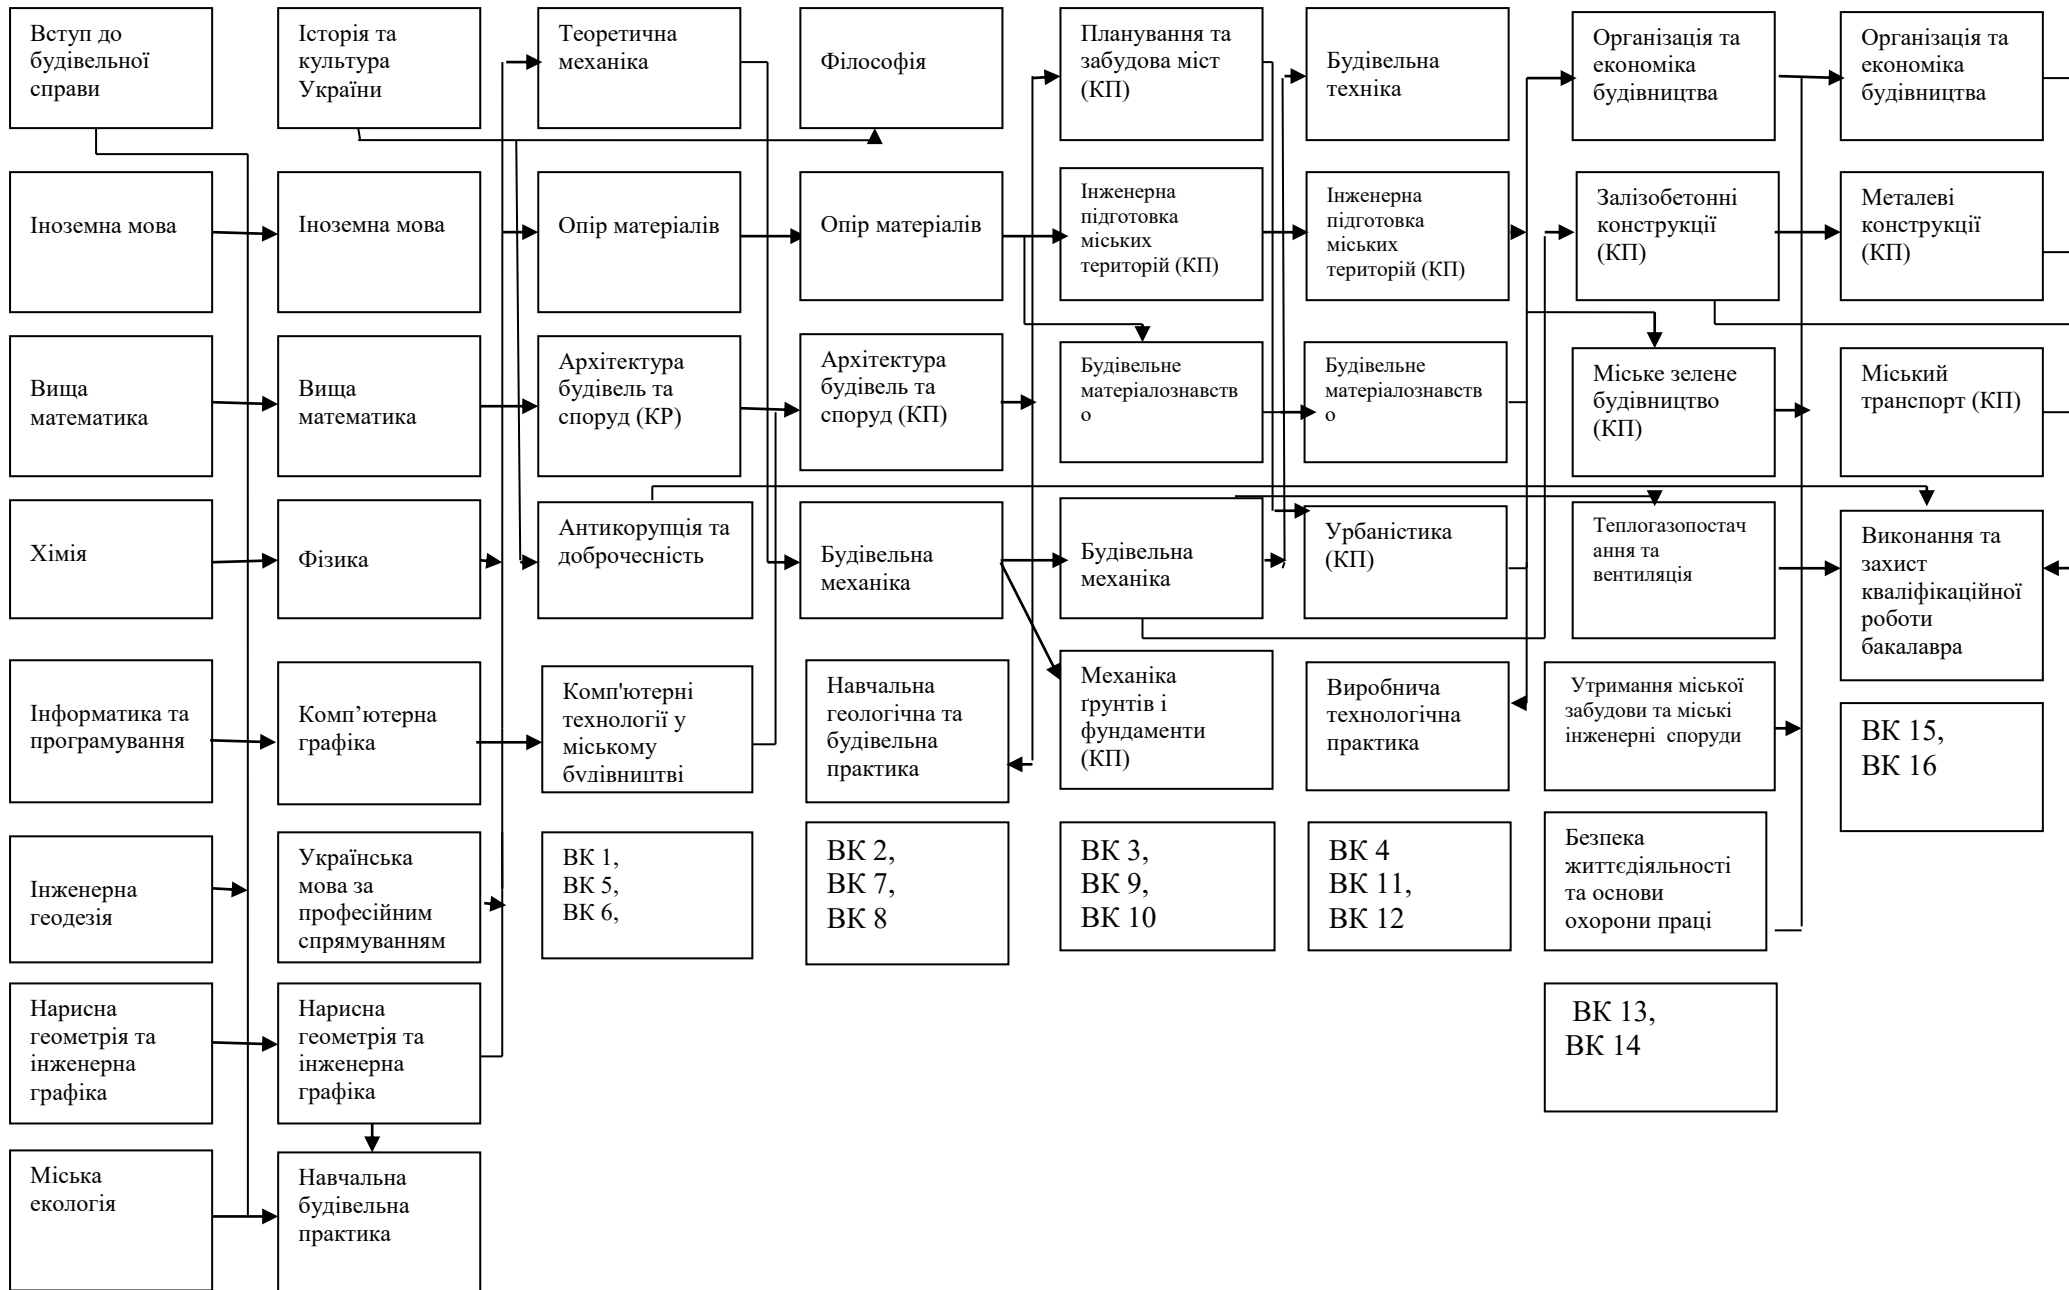 Вступ до
будівельної
справи
Історія та
культура
України
Теоретична
механіка
Філософія
Планування та
забудова міст
(КП)
Будівельна
техніка
Організація та
економіка
будівництва
Організація та
економіка
будівництва
Іноземна мова
Іноземна мова
Опір матеріалів
Опір матеріалів
Інженерна
підготовка
міських
територій (КП)
Інженерна
підготовка
міських
територій (КП)
Залізобетонні
конструкції
(КП)
Металеві
конструкції
(КП)
Вища
математика
Вища
математика
Архітектура
будівель та
споруд (КР)
Архітектура
будівель та
споруд (КП)
Будівельне
матеріалознавств
о
Будівельне
матеріалознавств
о
Міське зелене
будівництво
(КП)
Міський
транспорт (КП)
Хімія
Фізика
Антикорупція та
доброчесність
Будівельна
механіка
Будівельна
механіка
Урбаністика
(КП)
Теплогазопостач
ання та
вентиляція
Виконання та
захист
кваліфікаційної
роботи
бакалавра
Інформатика та
програмування
Комп’ютерна
графіка
Комп'ютерні
технології у
міському
будівництві
Навчальна
геологічна та
будівельна
практика
Механіка
ґрунтів і
фундаменти
(КП)
Виробнича
технологічна
практика
Утримання міської
забудови та міські
інженерні споруди
ВК 15,
ВК 16
Інженерна
геодезія
Українська
мова за
професійним
спрямуванням
ВК 1,
ВК 5,
ВК 6,
ВК 2,
ВК 7,
ВК 8
ВК 3,
ВК 9,
ВК 10
ВК 4
ВК 11,
ВК 12
Безпека
життєдіяльності
та основи
охорони праці
Нарисна
геометрія та
інженерна
графіка
Нарисна
геометрія та
інженерна
графіка
ВК 13,
ВК 14
Міська
екологія
Навчальна
будівельна
практика